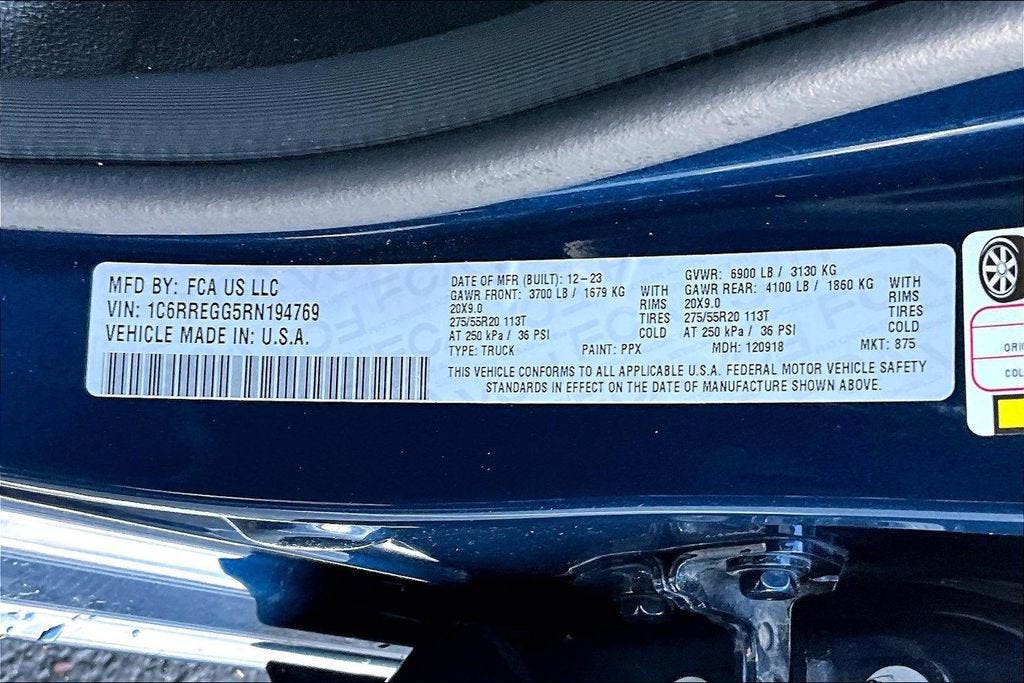 MFD BY: FCA US LLC
VIN: 1C6RREGG5RN194769
VEHICLE MADE IN: U.S.A.
DATE OF MFR (BUILT): 12-23
GAWR FRONT: 3700 LB / 1679 KG WITH
20X9.0 RIMS
275/55R20 113T TIRES
AT 250 kPa / 36 PSI COLD
GVWR: 6900 LB / 3130 KG
GAWR REAR: 4100 LB / 1860 KG WITH
20X9.0 RIMS
275/55R20 113T TIRES
AT 250 kPa / 36 PSI COLD
TYPE: TRUCK PAINT: PPX MDH: 120918 MKT: 875
THIS VEHICLE CONFORMS TO ALL APPLICABLE U.S.A. FEDERAL MOTOR VEHICLE SAFETY
STANDARDS IN EFFECT ON THE DATE OF MANUFACTURE SHOWN ABOVE.